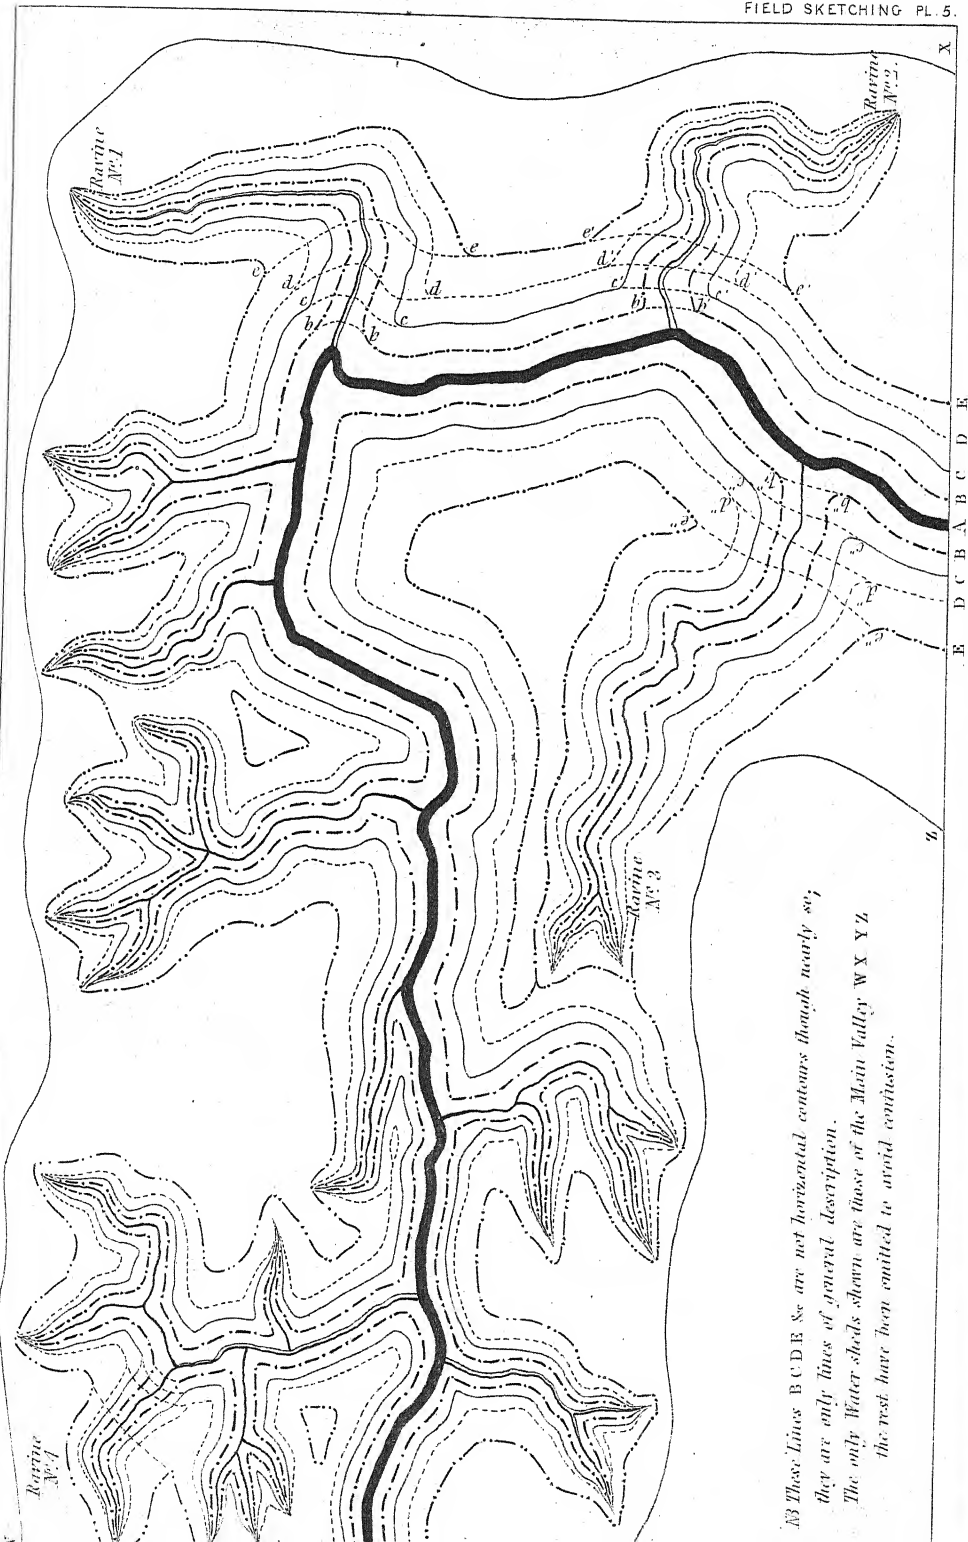 FIELD SKETCHING PL. 5.
X
Ravine
Nº 1
Ravine
Nº 2.
e
e'
e
d'
d
d
d
c'
c
e'
c
c'
b'
b'
b
b
E
D
C
B
A
B
C
D
E
b"
b"
c"
c"
d"
d"
e"
e"
Z
Ravine
Nº 3
Ravine
Nº 4
NB These Lines B C D E &c are not horizontal contours though nearly so;
they are only lines of general description.
The only Water sheds shewn are those of the Main Valley W X Y Z
the rest have been omitted to avoid confusion.